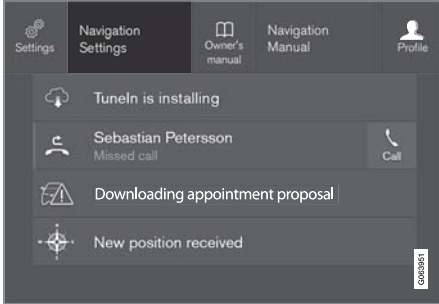 Settings
Navigation
Settings
Owner's
manual
Navigation
Manual
Profile
TuneIn is installing
Sebastian Petersson
Missed call
Call
Downloading appointment proposal
New position received
G063951